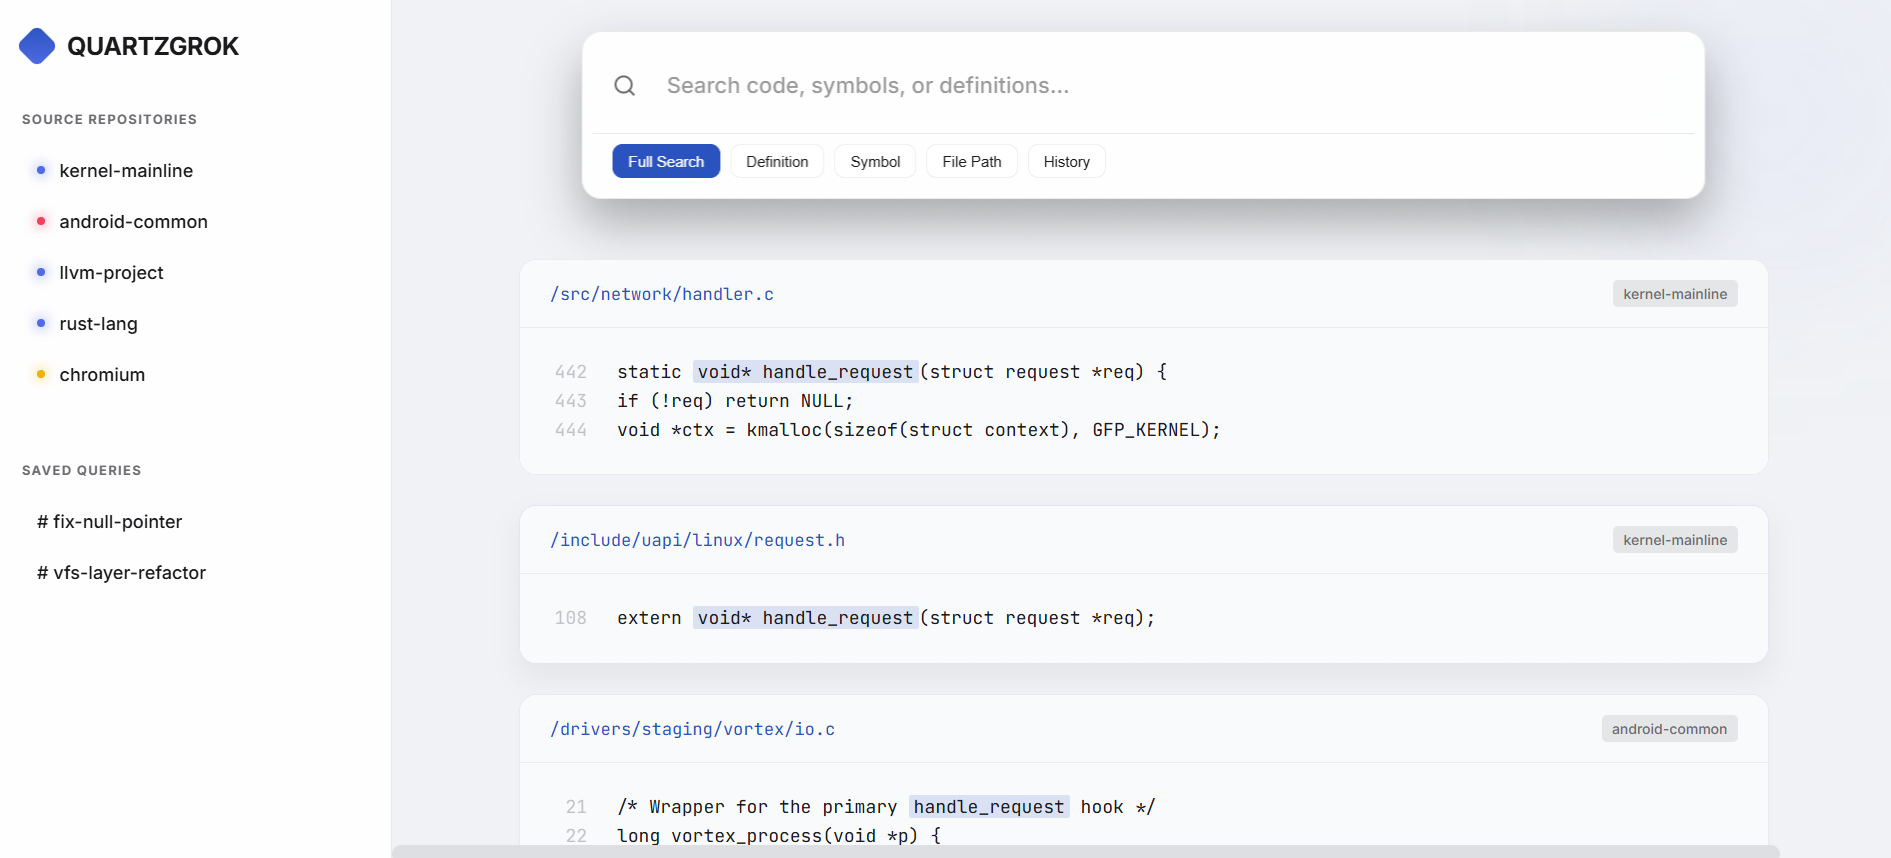 QUARTZGROK
SOURCE REPOSITORIES
kernel-mainline
android-common
llvm-project
rust-lang
chromium
SAVED QUERIES
# fix-null-pointer
# vfs-layer-refactor
Search code, symbols, or definitions...
Full Search Definition Symbol File Path History
/src/network/handler.c kernel-mainline
442 static void* handle_request(struct request *req) {
443 if (!req) return NULL;
444 void *ctx = kmalloc(sizeof(struct context), GFP_KERNEL);
/include/uapi/linux/request.h kernel-mainline
108 extern void* handle_request(struct request *req);
/drivers/staging/vortex/io.c android-common
21 /* Wrapper for the primary handle_request hook */
22 long vortex_process(void *p) {